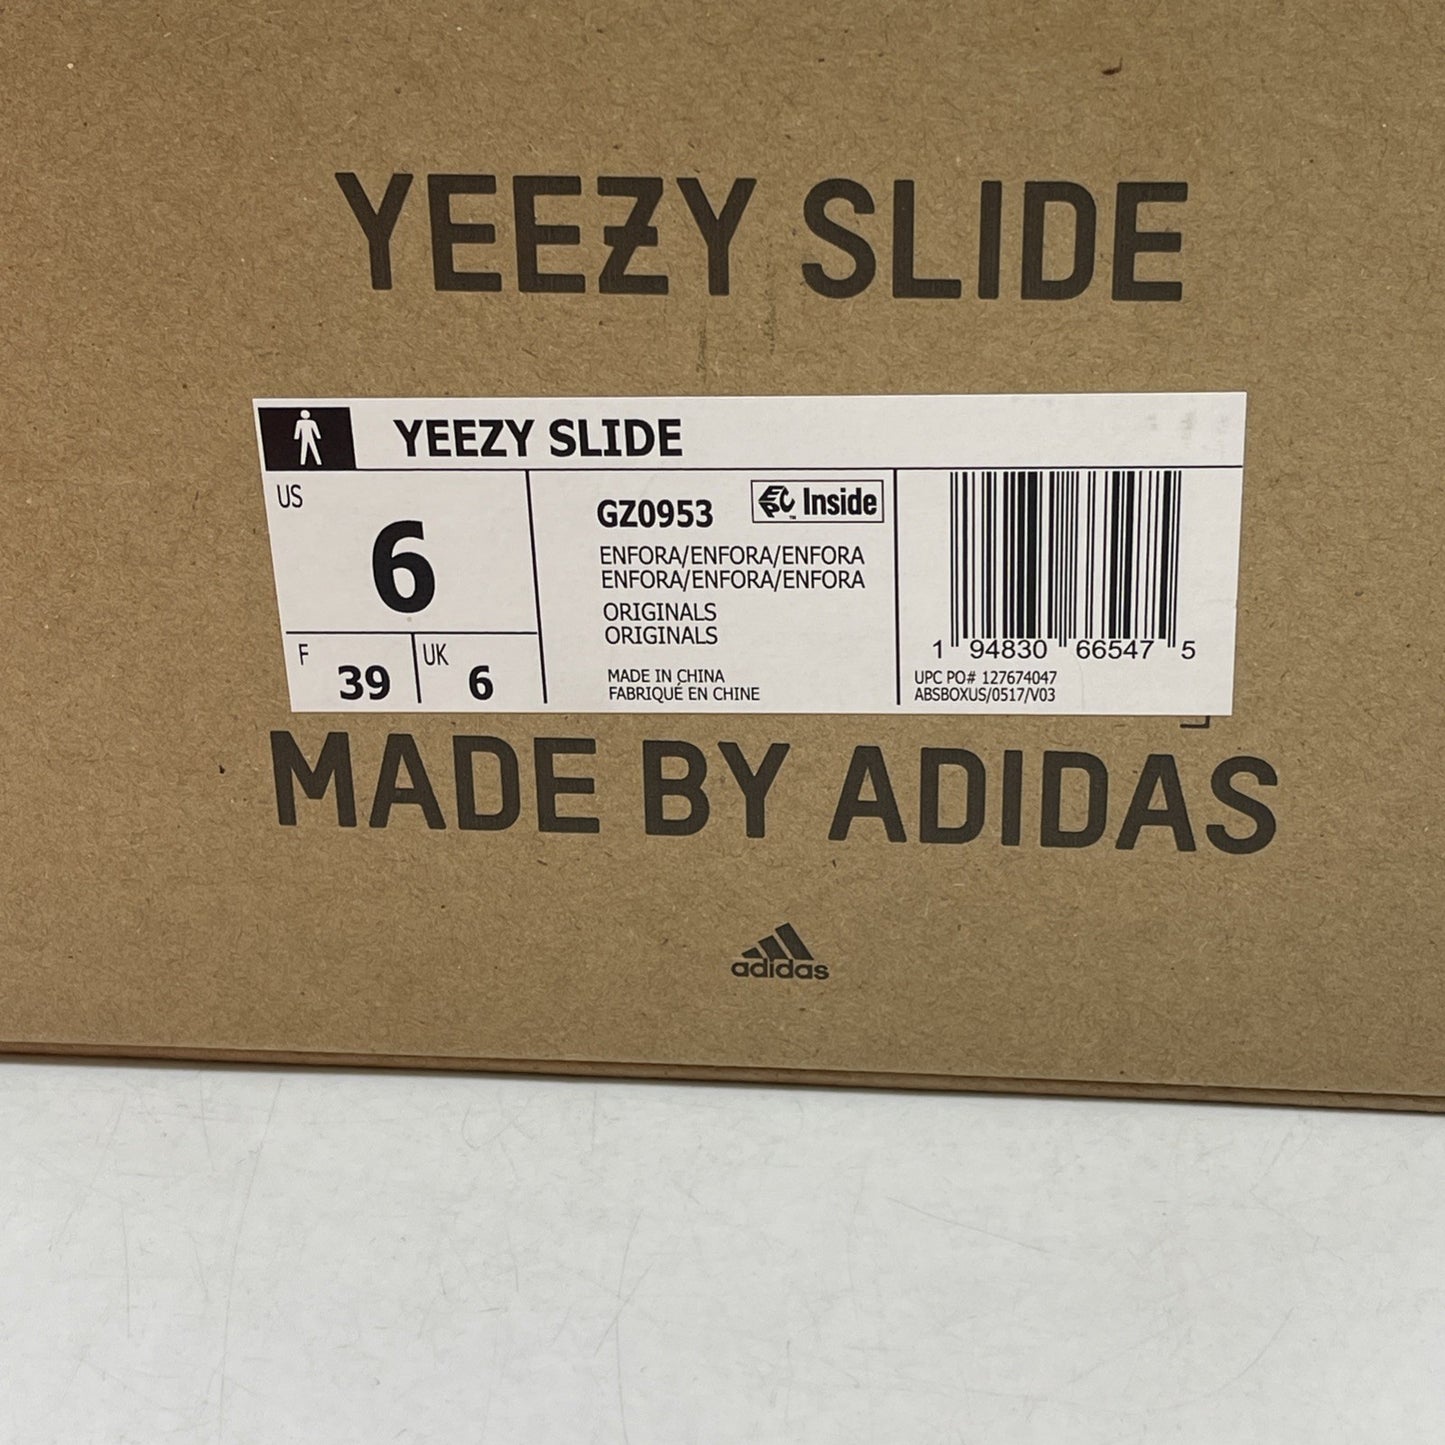 YEEZY SLIDE
YEEZY SLIDE
US
6
F
39
UK
6
GZ0953
EPC™ Inside
ENFORA/ENFORA/ENFORA
ENFORA/ENFORA/ENFORA
ORIGINALS
ORIGINALS
MADE IN CHINA
FABRIQUÉ EN CHINE
1 94830 66547 5
UPC PO# 127674047
ABSBOXUS/0517/V03
MADE BY ADIDAS
adidas